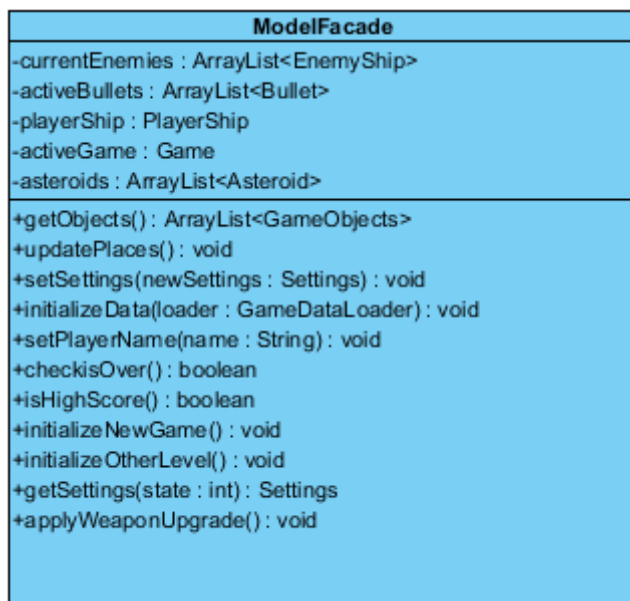 ModelFacade
-currentEnemies : ArrayList<EnemyShip>
-activeBullets : ArrayList<Bullet>
-playerShip : PlayerShip
-activeGame : Game
-asteroids : ArrayList<Asteroid>
+getObjects() : ArrayList<GameObjects>
+updatePlaces() : void
+setSettings(newSettings : Settings) : void
+initializeData(loader : GameDataLoader) : void
+setPlayerName(name : String) : void
+checkisOver() : boolean
+isHighScore() : boolean
+initializeNewGame() : void
+initializeOtherLevel() : void
+getSettings(state : int) : Settings
+applyWeaponUpgrade() : void